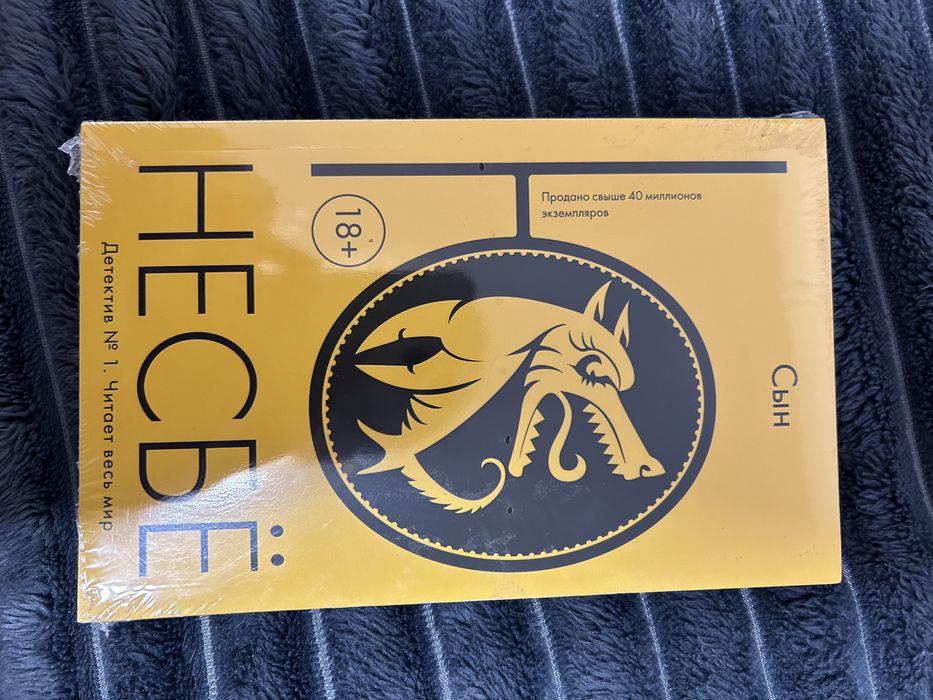 Детектив № 1. Читает весь мир
НЕСБЁ
18+
Продано свыше 40 миллионов
экземпляров
Сын